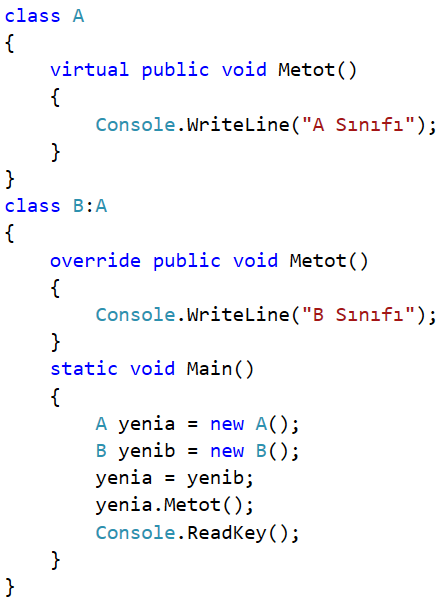 class A
{
    virtual public void Metot()
    {
        Console.WriteLine("A Sınıfı");
    }
}
class B:A
{
    override public void Metot()
    {
        Console.WriteLine("B Sınıfı");
    }
    static void Main()
    {
        A yenia = new A();
        B yenib = new B();
        yenia = yenib;
        yenia.Metot();
        Console.ReadKey();
    }
}